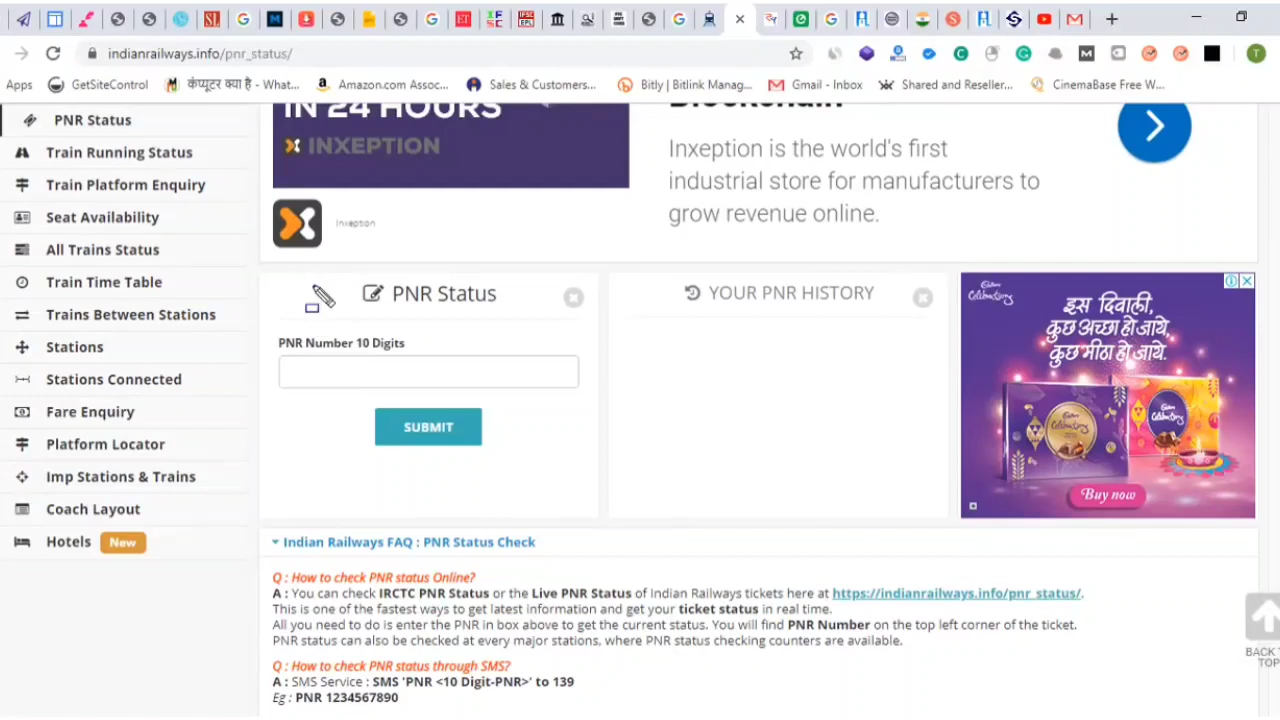 indianrailways.info/pnr_status/
Apps GetSiteControl कंप्यूटर क्या है - What... Amazon.com Assoc... Sales & Customers... Bitly | Bitlink Manag... Gmail - Inbox Shared and Reseller... CinemaBase Free W...
PNR Status
Train Running Status
Train Platform Enquiry
Seat Availability
All Trains Status
Train Time Table
Trains Between Stations
Stations
Stations Connected
Fare Enquiry
Platform Locator
Imp Stations & Trains
Coach Layout
Hotels New
IN 24 HOURS
INXEPTION
Inxeption
Blockchain
Inxeption is the world's first
industrial store for manufacturers to
grow revenue online.
PNR Status
PNR Number 10 Digits
SUBMIT
YOUR PNR HISTORY
Cadbury
Celebrations
इस दिवाली,
कुछ अच्छा हो जाये,
कुछ मीठा हो जाये.
Buy now
Indian Railways FAQ : PNR Status Check
Q : How to check PNR status Online?
A : You can check IRCTC PNR Status or the Live PNR Status of Indian Railways tickets here at https://indianrailways.info/pnr_status/.
This is one of the fastest ways to get latest information and get your ticket status in real time.
All you need to do is enter the PNR in box above to get the current status. You will find PNR Number on the top left corner of the ticket.
PNR status can also be checked at every major stations, where PNR status checking counters are available.
Q : How to check PNR status through SMS?
A : SMS Service : SMS 'PNR <10 Digit-PNR>' to 139
Eg : PNR 1234567890
BACK
TOP